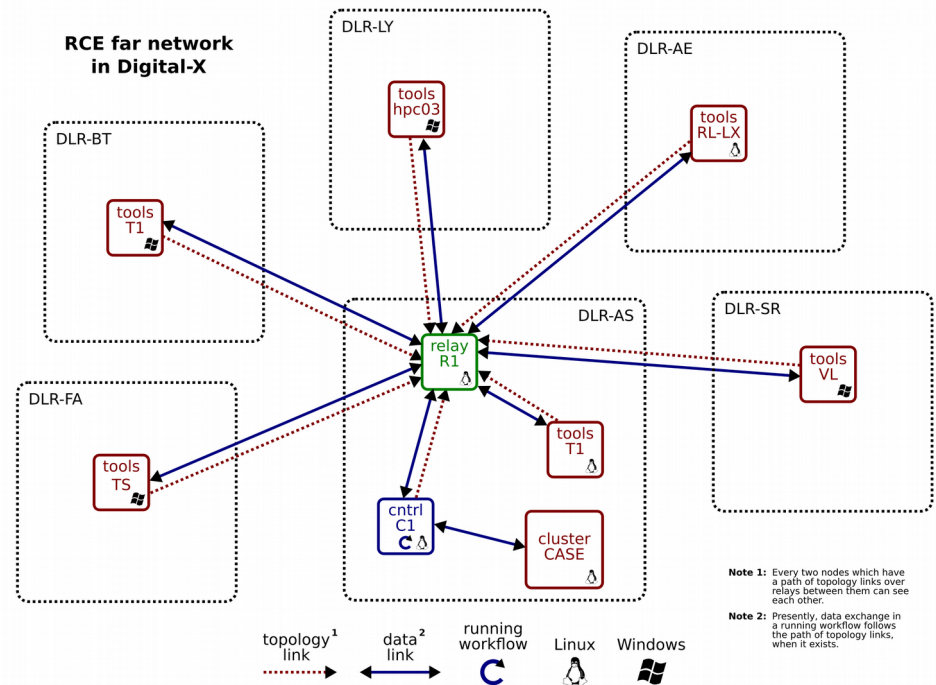 RCE far network
in Digital-X
DLR-LY
tools
hpc03
DLR-AE
tools
RL-LX
DLR-BT
tools
T1
DLR-AS
relay
R1
DLR-SR
tools
VL
DLR-FA
tools
TS
tools
T1
cntrl
C1
cluster
CASE
Note 1: Every two nodes which have
a path of topology links over
relays between them can see
each other.
Note 2: Presently, data exchange in
a running workflow follows
the path of topology links,
when it exists.
topology1
link
data2
link
running
workflow
Linux
Windows